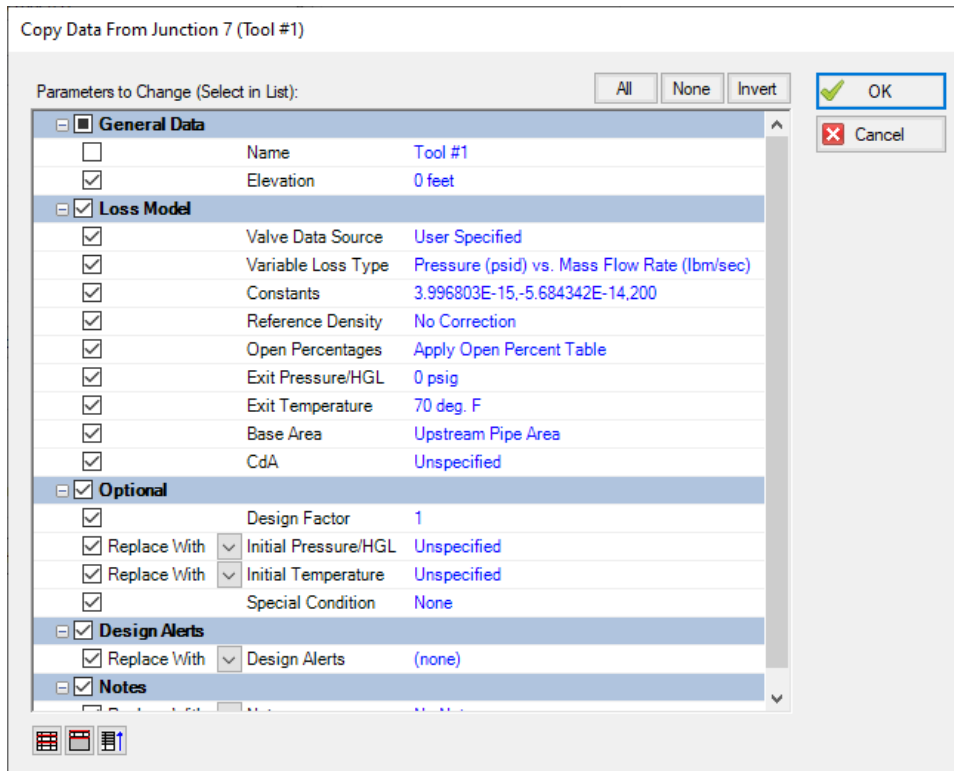 Copy Data From Junction 7 (Tool #1)
Parameters to Change (Select in List): All None Invert OK
Cancel
General Data
Name Tool #1
Elevation 0 feet
Loss Model
Valve Data Source User Specified
Variable Loss Type Pressure (psid) vs. Mass Flow Rate (lbm/sec)
Constants 3.996803E-15,-5.684342E-14,200
Reference Density No Correction
Open Percentages Apply Open Percent Table
Exit Pressure/HGL 0 psig
Exit Temperature 70 deg. F
Base Area Upstream Pipe Area
CdA Unspecified
Optional
Design Factor 1
Replace With Initial Pressure/HGL Unspecified
Replace With Initial Temperature Unspecified
Special Condition None
Design Alerts
Replace With Design Alerts (none)
Notes